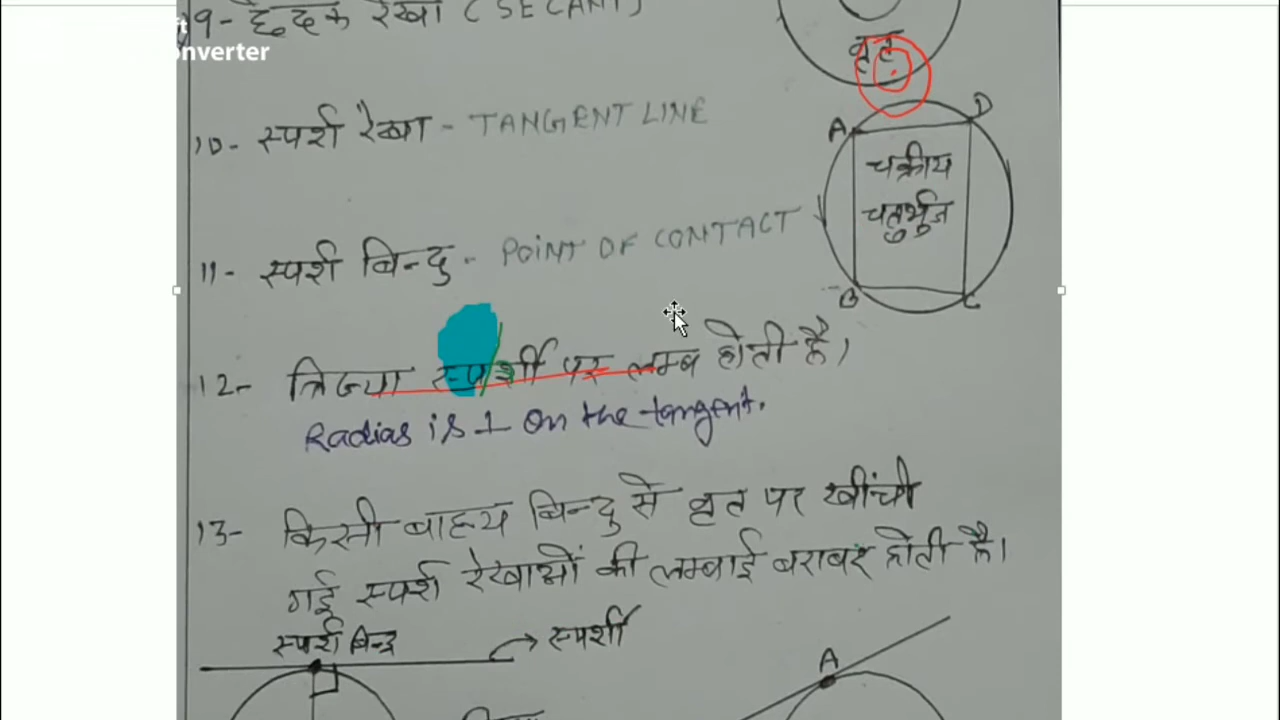 9- छेदक रेखा (SECANT)
onverter
वृत्त
10- स्पर्श रेखा - TANGENT LINE
A
D
चक्रीय
चतुर्भुज
B
C
11- स्पर्श बिन्दु - POINT OF CONTACT
12- त्रिज्या स्पर्शी पर लम्ब होती है।
Radias is ⊥ on the tangent.
13- किसी बाह्य बिन्दु से वृत पर खींची
गई स्पर्श रेखाओं की लम्बाई बराबर होती है।
स्पर्श बिन्दु
स्पर्शी
A